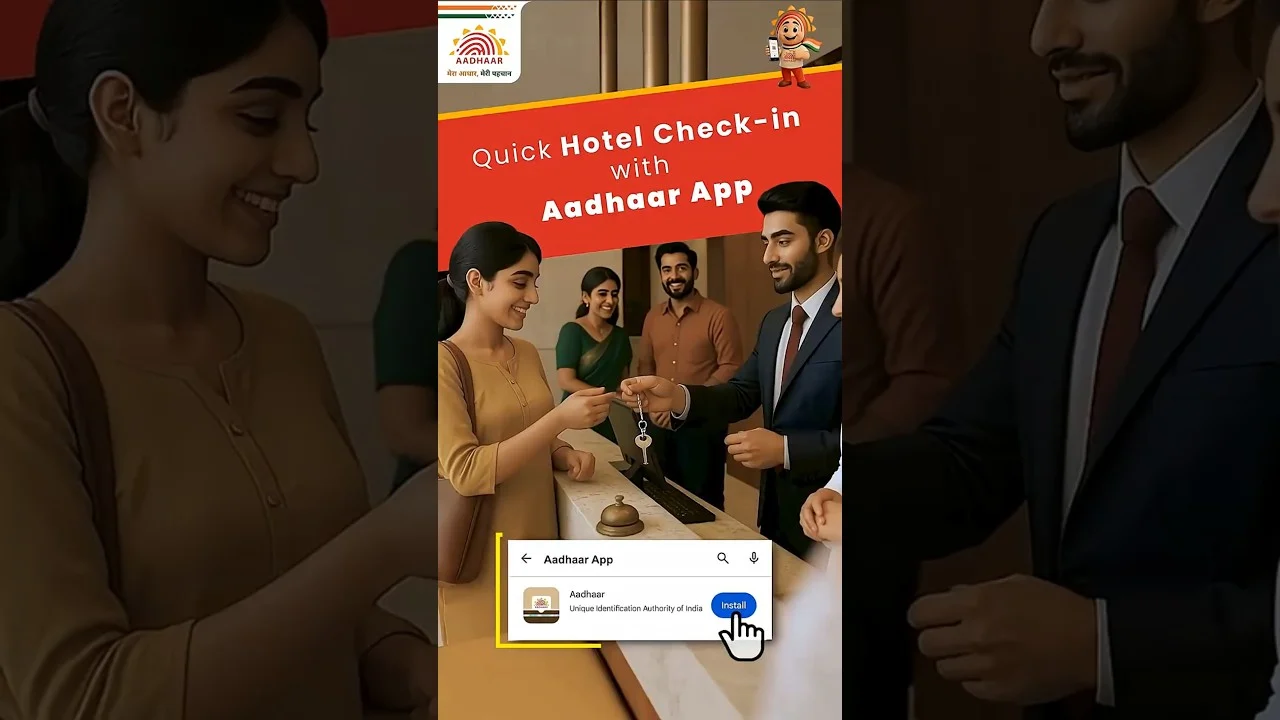 AADHAAR
मेरा आधार, मेरी पहचान
Quick Hotel Check-in
with
Aadhaar App
Aadhaar App
Aadhaar
Unique Identification Authority of India
Install